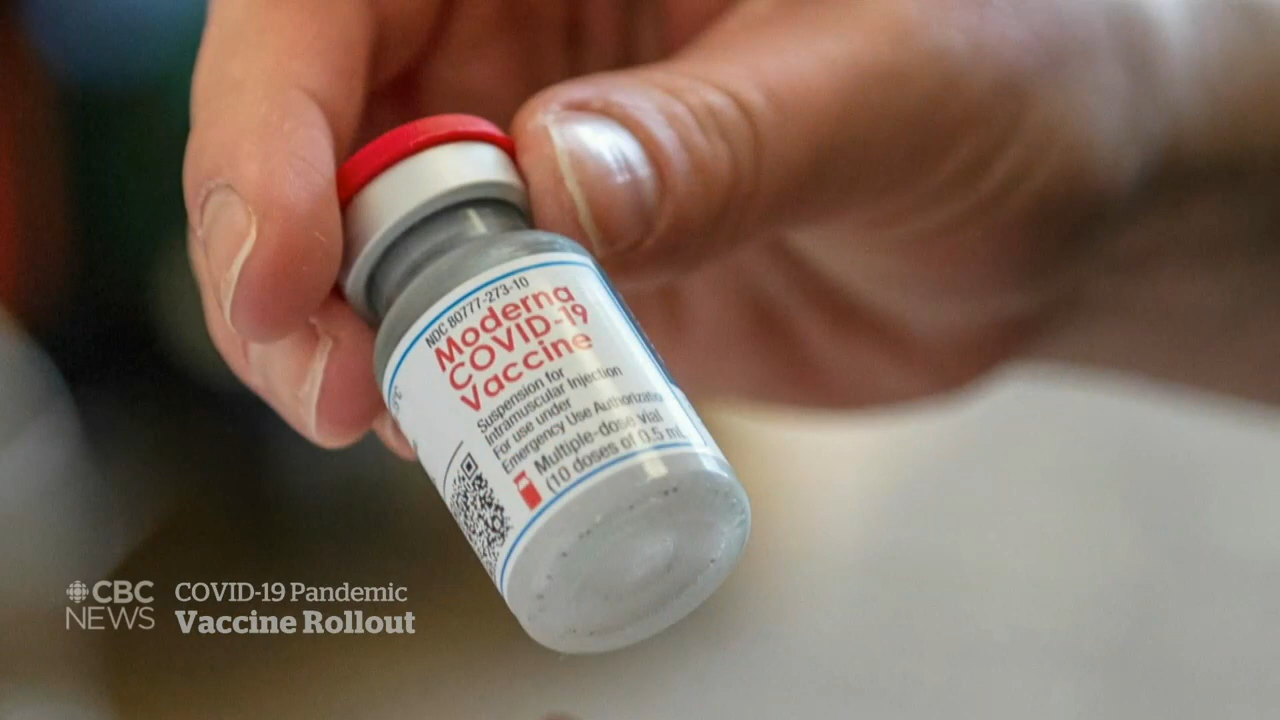 NDC 80777-273-10
Moderna
COVID-19
Vaccine
Suspension for
Intramuscular Injection
For use under
Emergency Use Authorizatio
Multiple-dose vial
(10 doses of 0.5 mL
CBC
NEWS
COVID-19 Pandemic
Vaccine Rollout